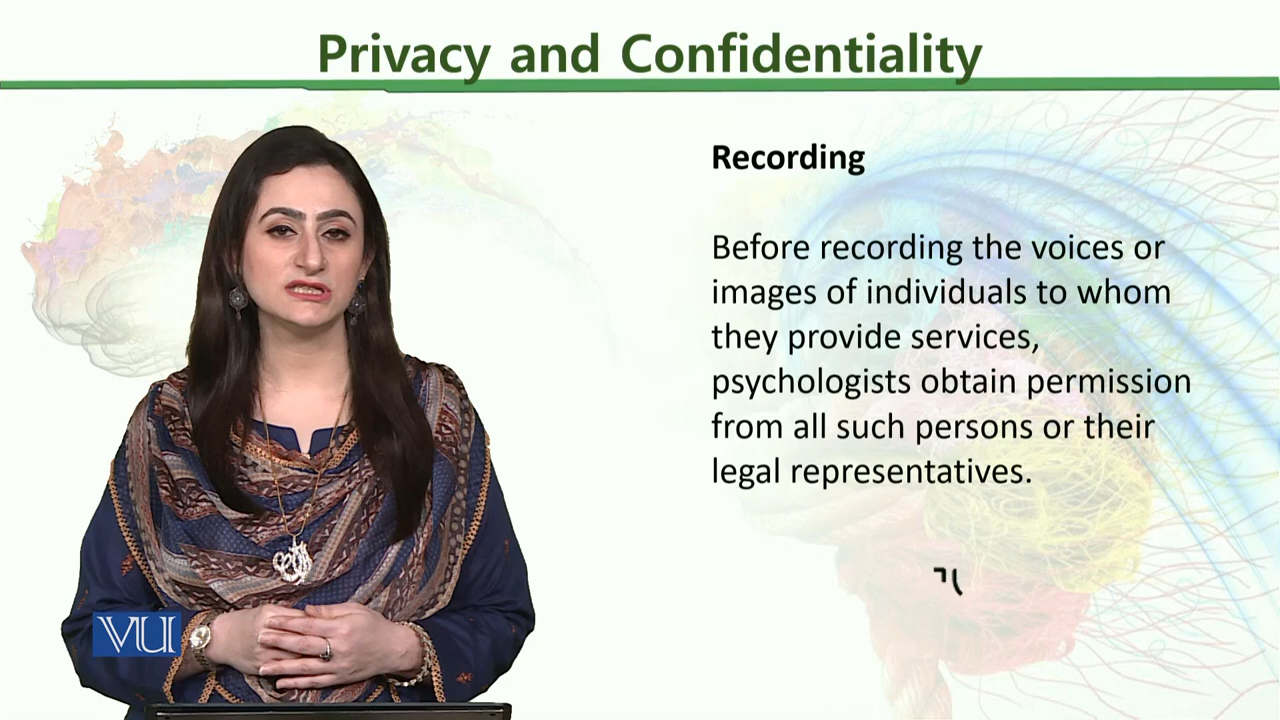 Privacy and Confidentiality
Recording
Before recording the voices or
images of individuals to whom
they provide services,
psychologists obtain permission
from all such persons or their
legal representatives.
VU